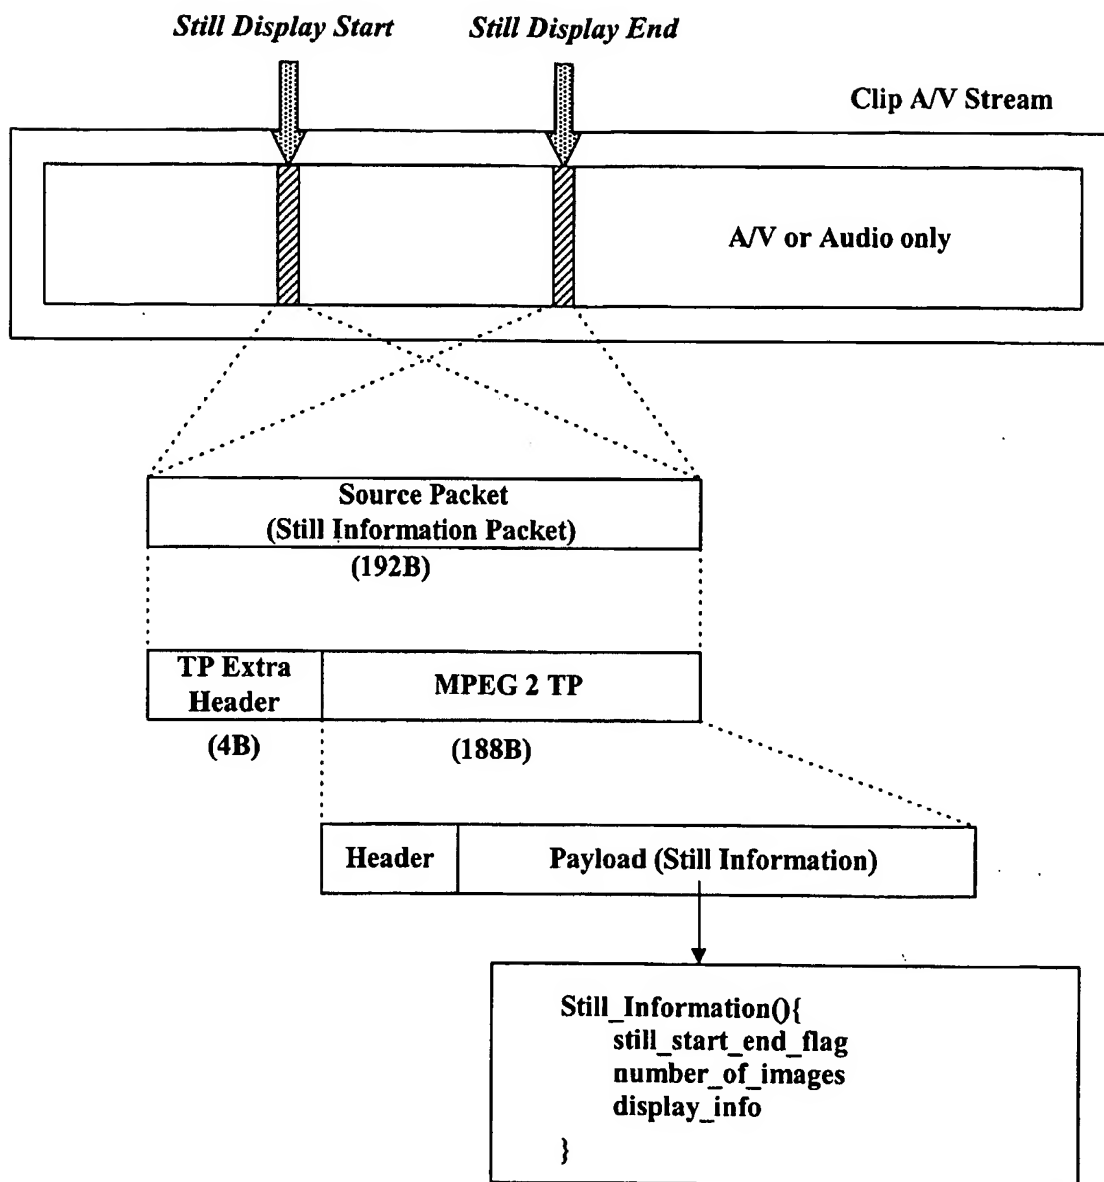 Still Display Start
Still Display End
Clip A/V Stream
A/V or Audio only
Source Packet
(Still Information Packet)
(192B)
TP Extra
Header
MPEG 2 TP
(4B)
(188B)
Header
Payload (Still Information)
Still_Information(){
still_start_end_flag
number_of_images
display_info
}